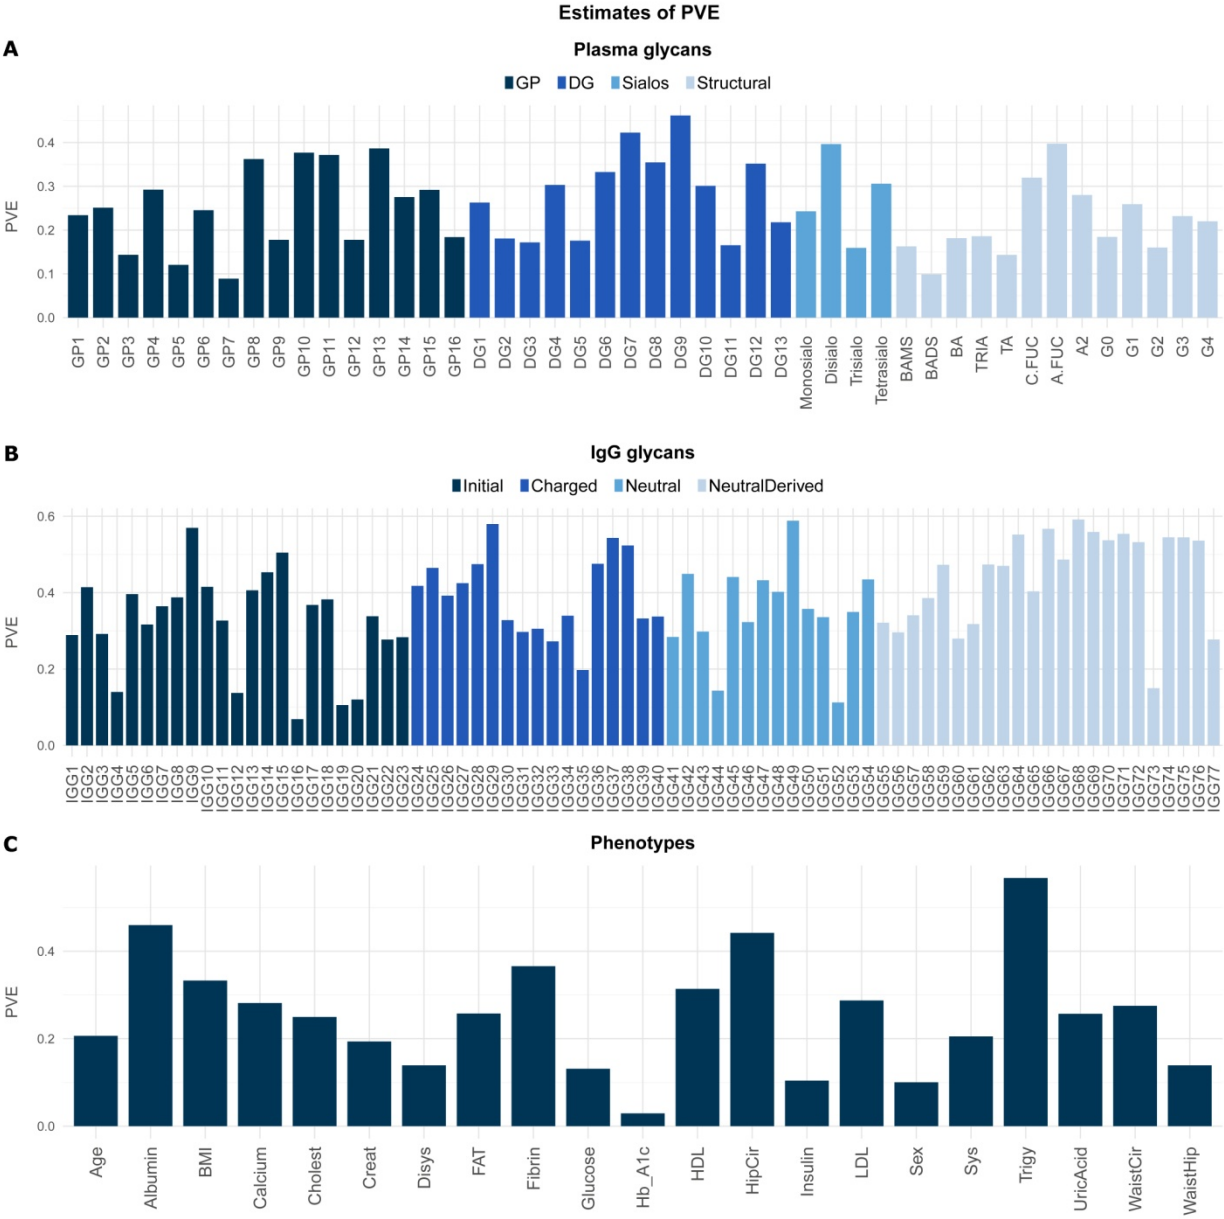 Estimates of PVE
A
Plasma glycans
GP DG Sialos Structural
PVE
0.4
0.3
0.2
0.1
0.0
GP1 GP2 GP3 GP4 GP5 GP6 GP7 GP8 GP9 GP10 GP11 GP12 GP13 GP14 GP15 GP16 DG1 DG2 DG3 DG4 DG5 DG6 DG7 DG8 DG9 DG10 DG11 DG12 DG13 Monosialo Disialo Trisialo Tetrasialo BAMS BADS BA TRIA TA C.FUC A.FUC A2 G0 G1 G2 G3 G4
B
IgG glycans
Initial Charged Neutral NeutralDerived
PVE
0.6
0.4
0.2
0.0
IGG1 IGG2 IGG3 IGG4 IGG5 IGG6 IGG7 IGG8 IGG9 IGG10 IGG11 IGG12 IGG13 IGG14 IGG15 IGG16 IGG17 IGG18 IGG19 IGG20 IGG21 IGG22 IGG23 IGG24 IGG25 IGG26 IGG27 IGG28 IGG29 IGG30 IGG31 IGG32 IGG33 IGG34 IGG35 IGG36 IGG37 IGG38 IGG39 IGG40 IGG41 IGG42 IGG43 IGG44 IGG45 IGG46 IGG47 IGG48 IGG49 IGG50 IGG51 IGG52 IGG53 IGG54 IGG55 IGG56 IGG57 IGG58 IGG59 IGG60 IGG61 IGG62 IGG63 IGG64 IGG65 IGG66 IGG67 IGG68 IGG69 IGG70 IGG71 IGG72 IGG73 IGG74 IGG75 IGG76 IGG77
C
Phenotypes
PVE
0.4
0.2
0.0
Age Albumin BMI Calcium Cholest Creat Disys FAT Fibrin Glucose Hb_A1c HDL HipCir Insulin LDL Sex Sys Trigy UricAcid WaistCir WaistHip